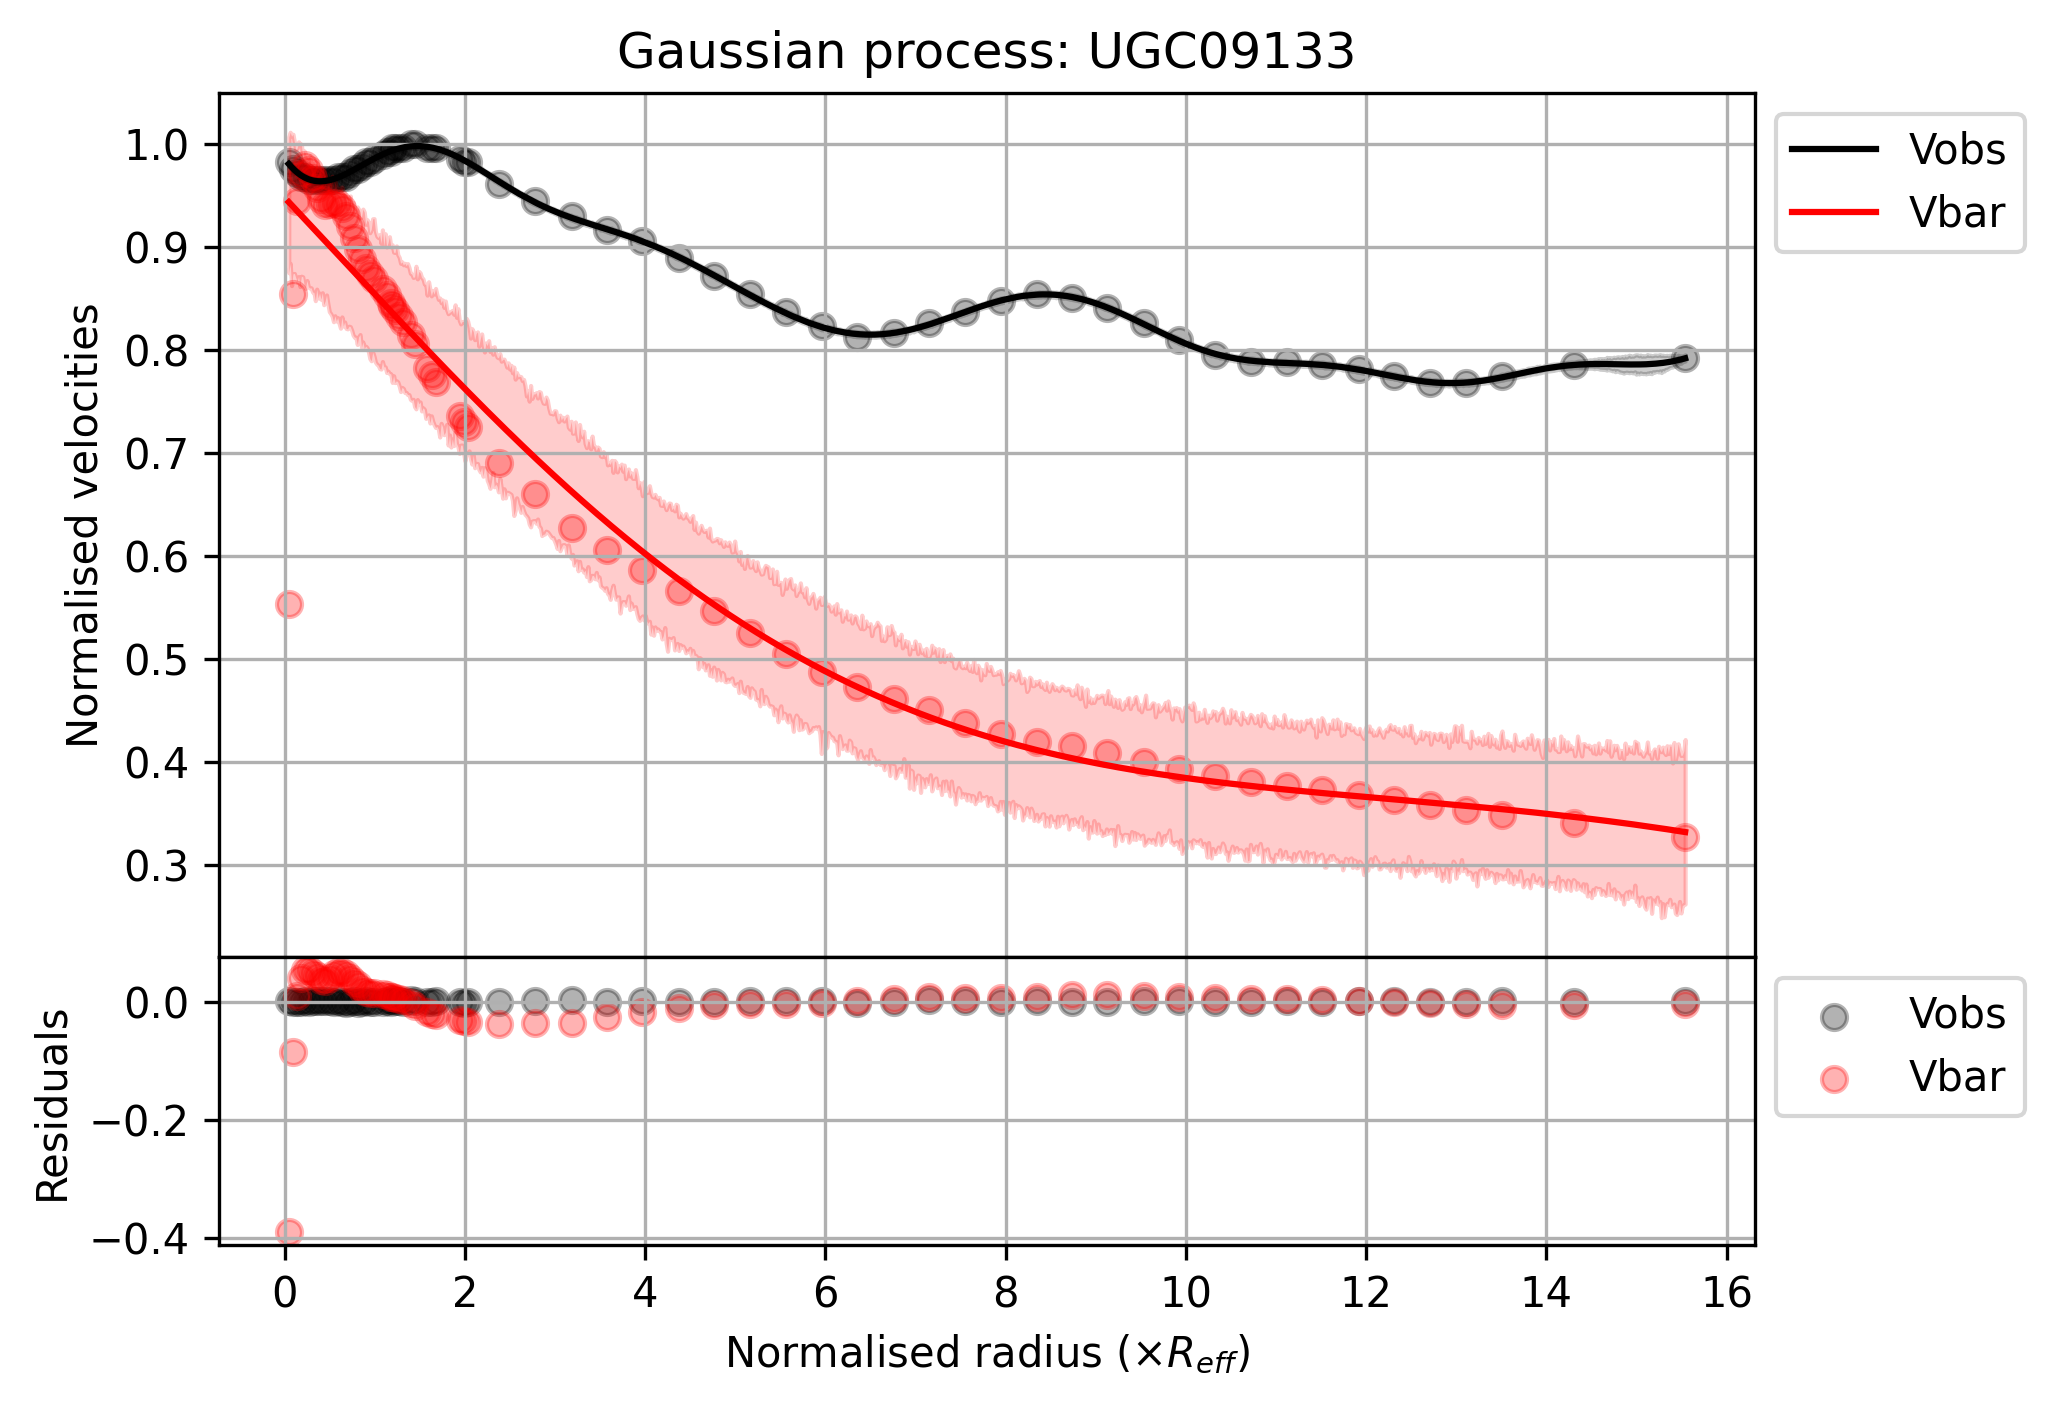 Gaussian process: UGC09133
Normalised velocities
1.0
0.9
0.8
0.7
0.6
0.5
0.4
0.3
Vobs
Vbar
Residuals
0.0
−0.2
−0.4
Vobs
Vbar
0 2 4 6 8 10 12 14 16
Normalised radius (×R_eff)